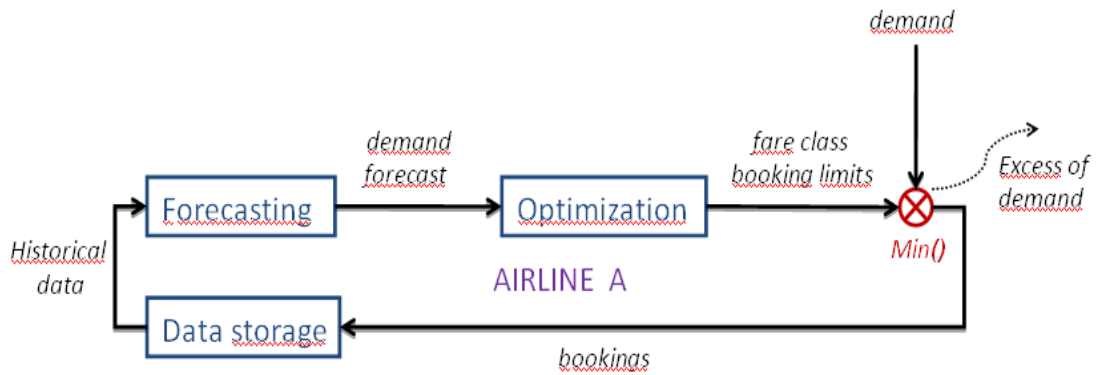 demand
demand
forecast
fare class
booking limits
Excess of
demand
Forecasting
Optimization
Min()
Historical
data
AIRLINE A
Data storage
bookings